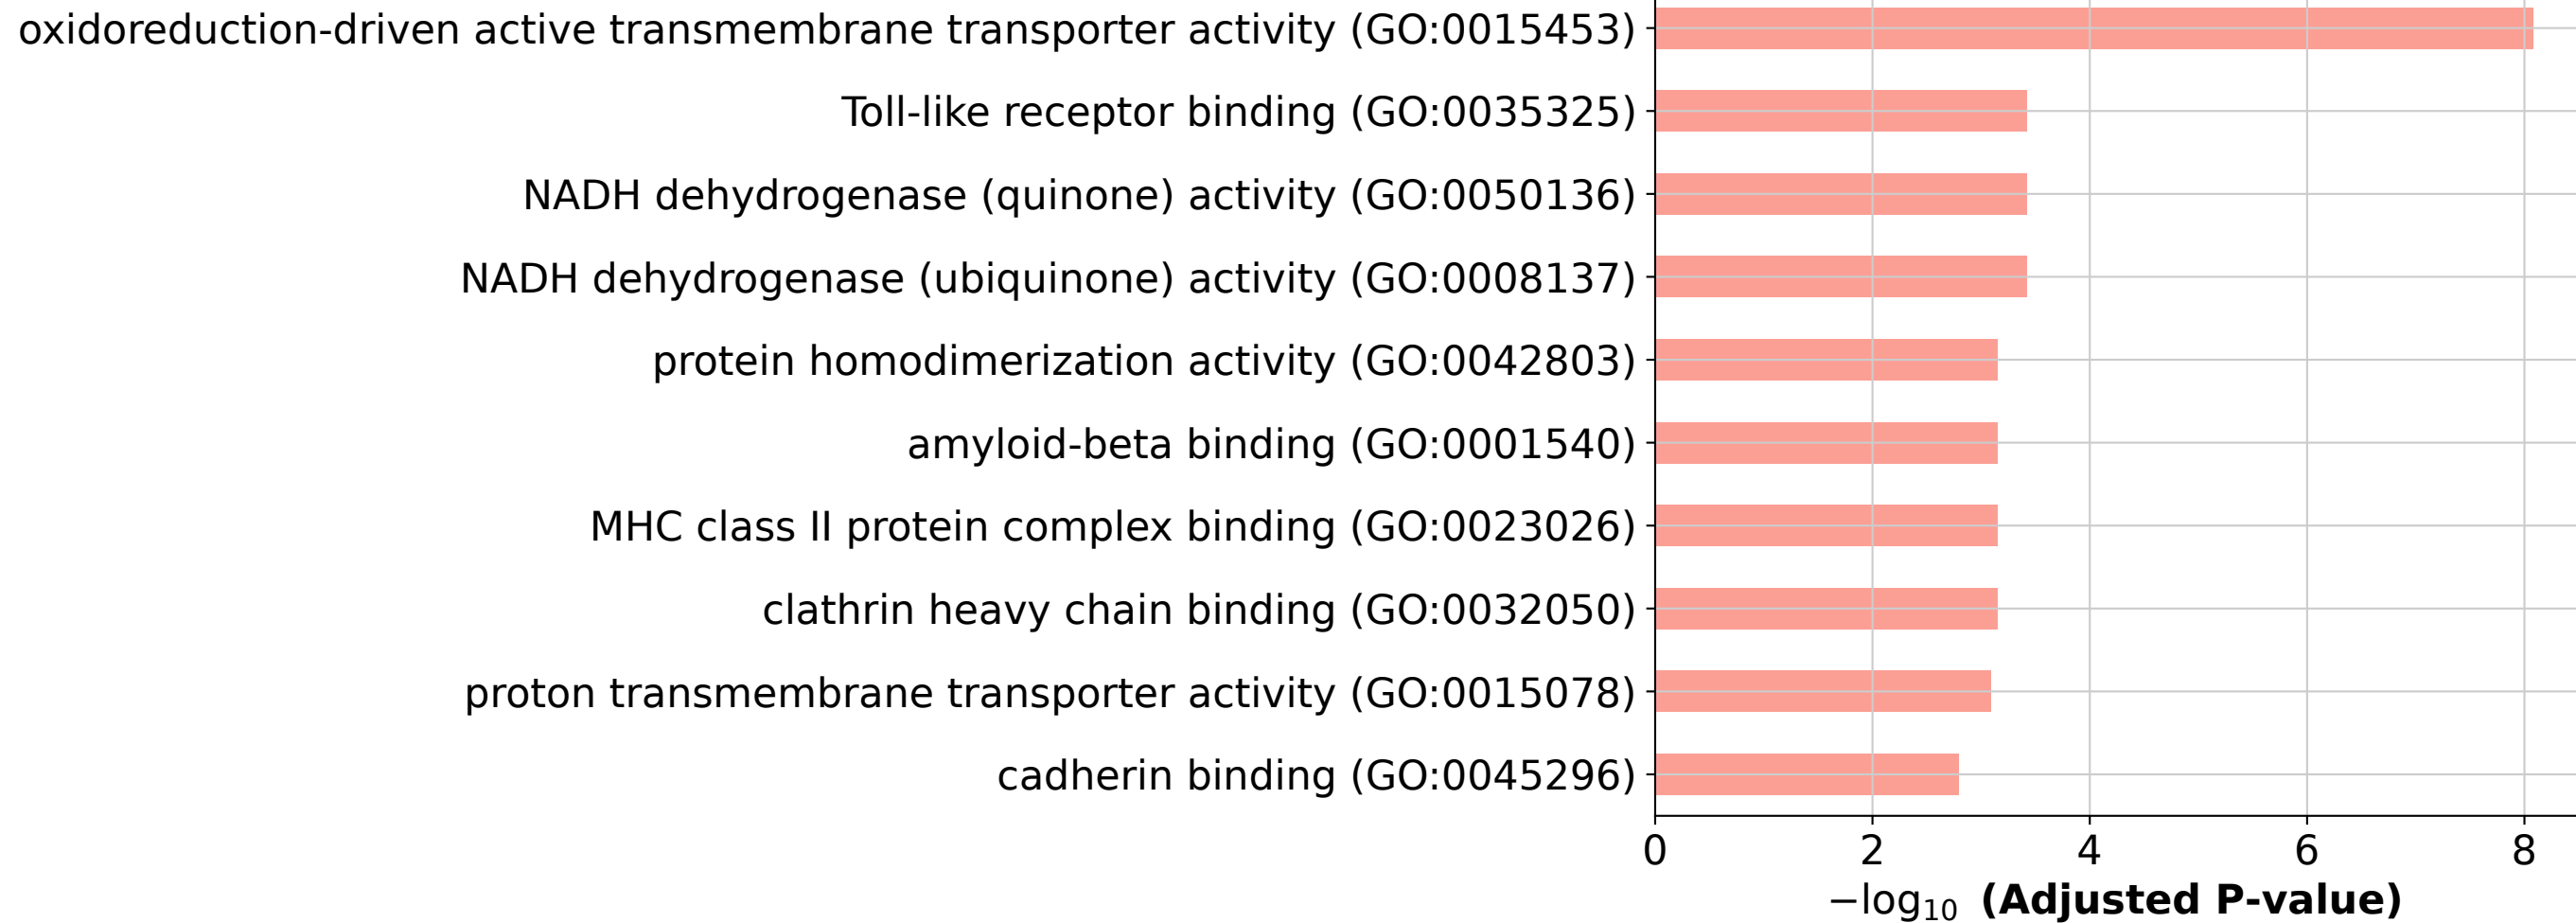 oxidoreduction-driven active transmembrane transporter activity (GO:0015453)
Toll-like receptor binding (GO:0035325)
NADH dehydrogenase (quinone) activity (GO:0050136)
NADH dehydrogenase (ubiquinone) activity (GO:0008137)
protein homodimerization activity (GO:0042803)
amyloid-beta binding (GO:0001540)
MHC class II protein complex binding (GO:0023026)
clathrin heavy chain binding (GO:0032050)
proton transmembrane transporter activity (GO:0015078)
cadherin binding (GO:0045296)
0 2 4 6 8
−log₁₀ (Adjusted P-value)